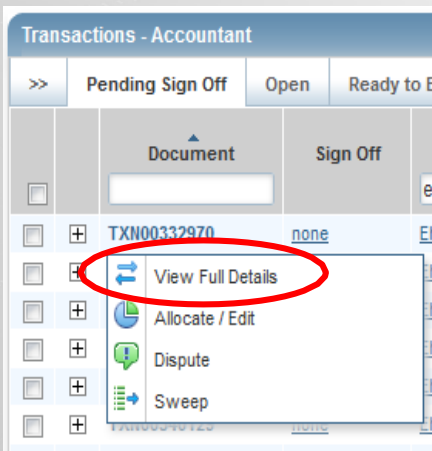 Transactions - Accountant
>> Pending Sign Off Open Ready to
Document Sign Off
TXN00332970 none
View Full Details
Allocate / Edit
Dispute
Sweep
none